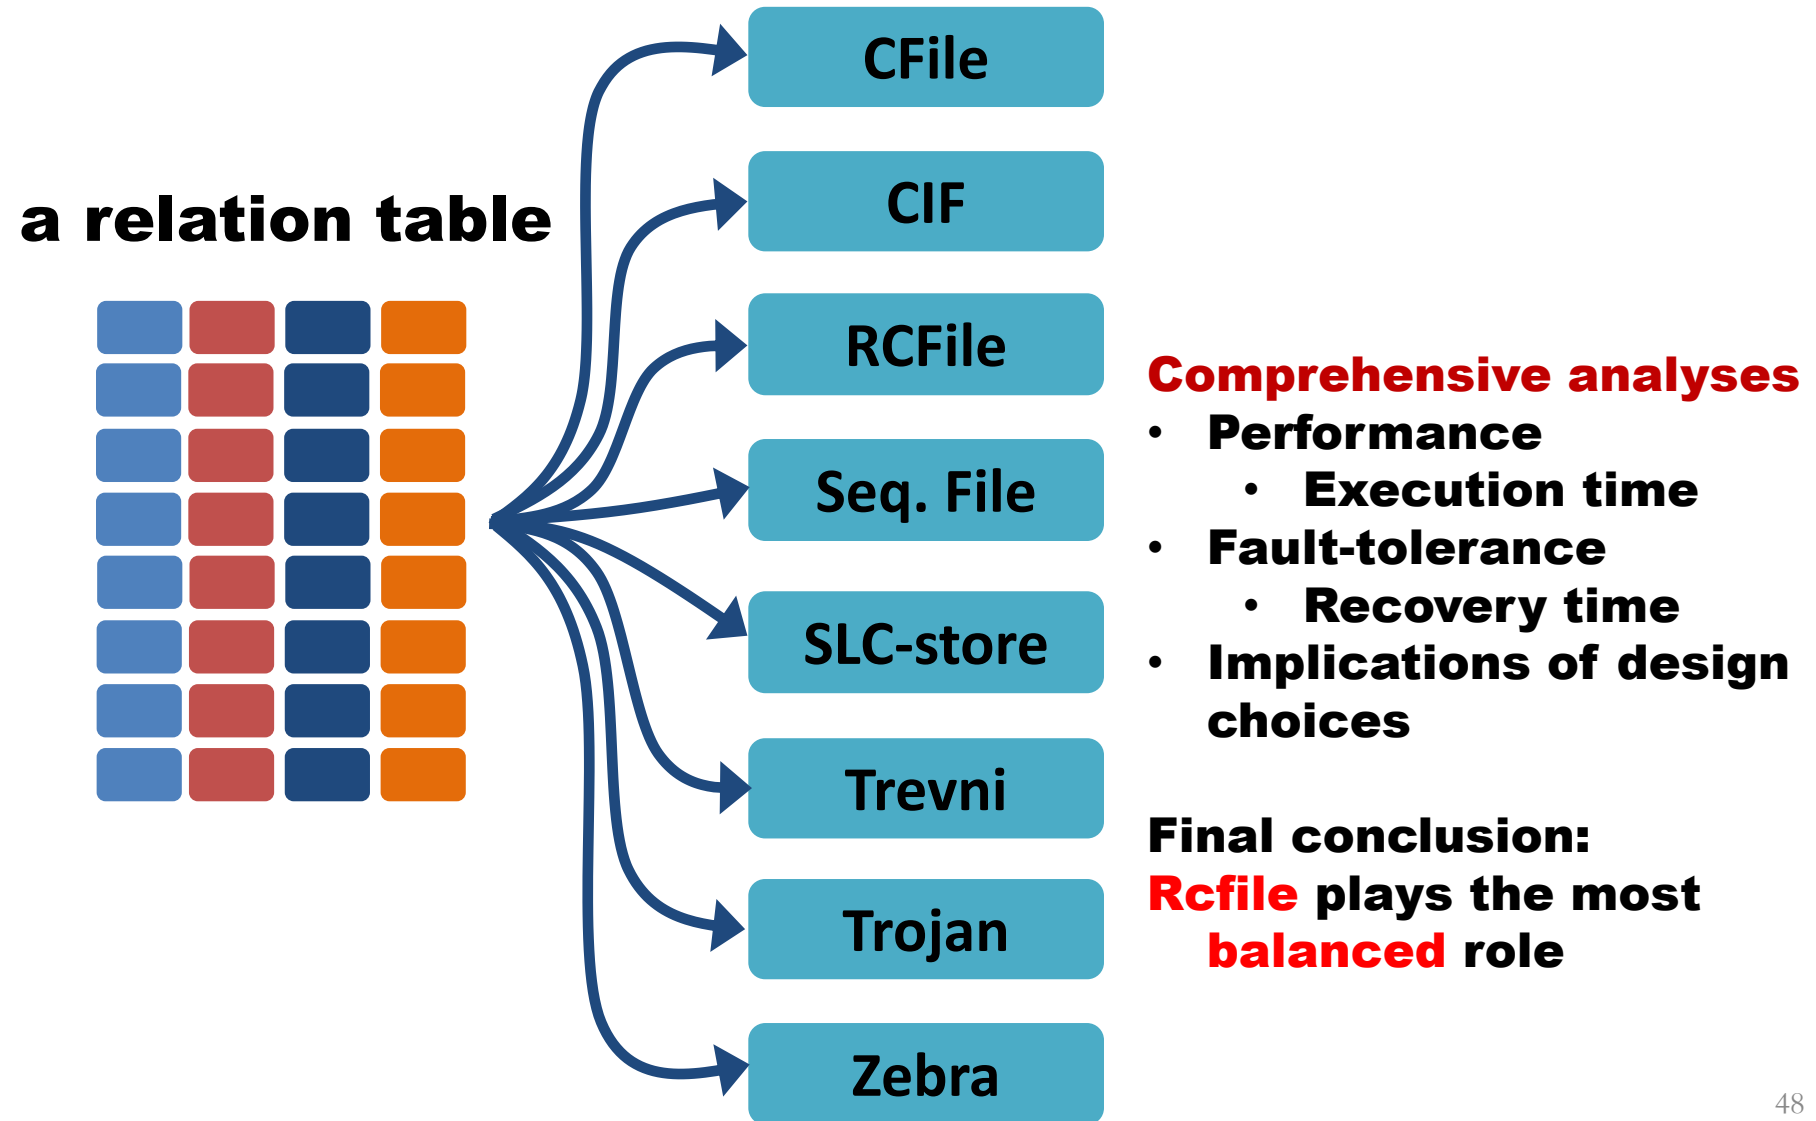 a relation table
CFile
CIF
RCFile
Seq. File
SLC-store
Trevni
Trojan
Zebra
Comprehensive analyses
• Performance
• Execution time
• Fault-tolerance
• Recovery time
• Implications of design
choices
Final conclusion:
Rcfile plays the most
balanced role
48